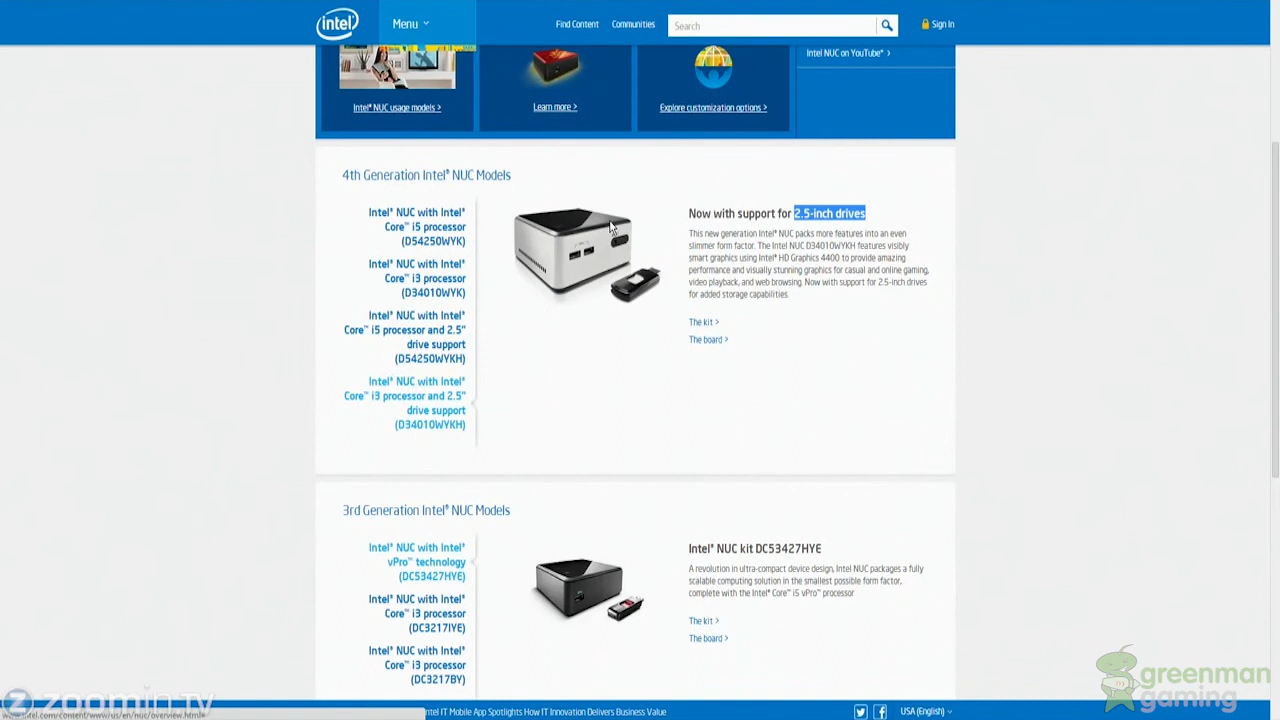 intel
Menu
Find Content
Communities
Search
Sign In
Intel NUC on YouTube* >
Intel® NUC usage models >
Learn more >
Explore customization options >
4th Generation Intel® NUC Models
Intel® NUC with Intel®
Core™ i5 processor
(D54250WYK)
Intel® NUC with Intel®
Core™ i3 processor
(D34010WYK)
Intel® NUC with Intel®
Core™ i5 processor and 2.5"
drive support
(D54250WYKH)
Intel® NUC with Intel®
Core™ i3 processor and 2.5"
drive support
(D34010WYKH)
Now with support for 2.5-inch drives
This new generation Intel® NUC packs more features into an even
slimmer form factor. The Intel NUC D34010WYKH features visibly
smart graphics using Intel® HD Graphics 4400 to provide amazing
performance and visually stunning graphics for casual and online gaming,
video playback, and web browsing. Now with support for 2.5-inch drives
for added storage capabilities.
The kit >
The board >
3rd Generation Intel® NUC Models
Intel® NUC with Intel®
vPro™ technology
(DC53427HYE)
Intel® NUC with Intel®
Core™ i3 processor
(DC3217IYE)
Intel® NUC with Intel®
Core™ i3 processor
(DC3217BY)
Intel® NUC kit DC53427HYE
A revolution in ultra-compact device design, Intel NUC packages a fully
scalable computing solution in the smallest possible form factor,
complete with the Intel® Core™ i5 vPro™ processor
The kit >
The board >
greenman
gaming
zoomin.tv
www.intel.com/content/www/us/en/nuc/overview.html#
Intel IT Mobile App Spotlights How IT Innovation Delivers Business Value
USA (English)